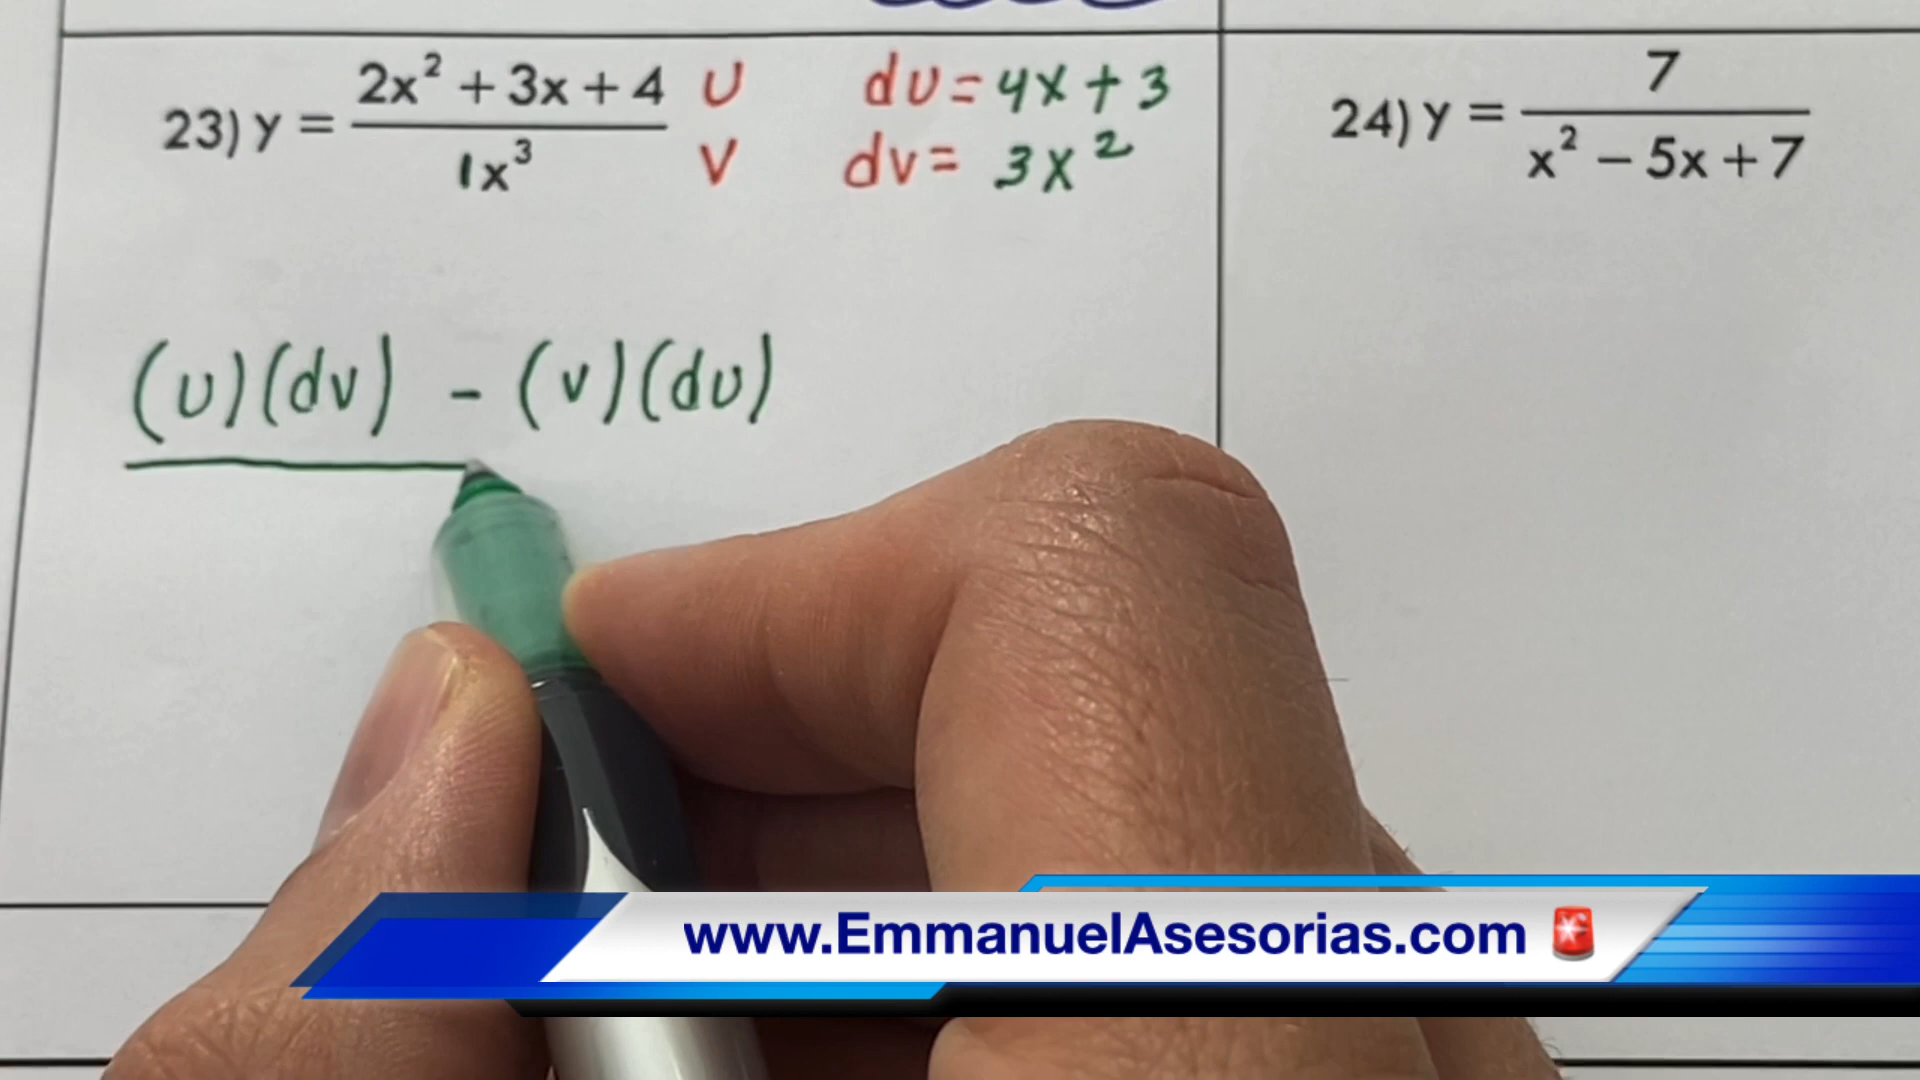 23) y = 2x² + 3x + 4 / 1x³ U du = 4x + 3
V dv = 3x²
24) y = 7 / x² − 5x + 7
(u)(dv) - (v)(du)
www.EmmanuelAsesorias.com